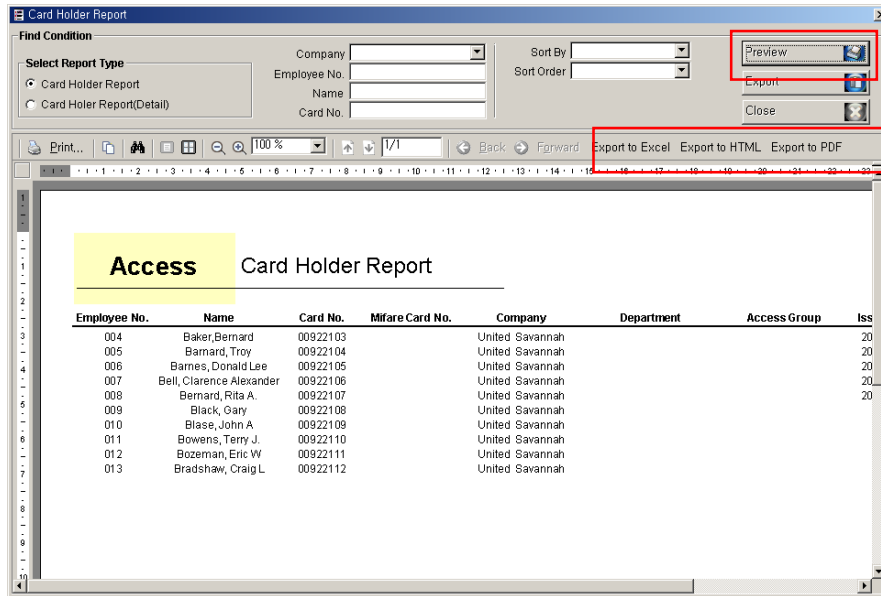 Card Holder Report
Find Condition
Select Report Type
Card Holder Report
Card Holer Report(Detail)
Company
Employee No.
Name
Card No.
Sort By
Sort Order
Preview
Export
Close
Print... 100 % 1/1 Back Forward Export to Excel Export to HTML Export to PDF
Access Card Holder Report
Employee No. Name Card No. Mifare Card No. Company Department Access Group Iss
004 Baker,Bernard 00922103 United Savannah 20
005 Barnard, Troy 00922104 United Savannah 20
006 Barnes, Donald Lee 00922105 United Savannah 20
007 Bell, Clarence Alexander 00922106 United Savannah 20
008 Bernard, Rita A. 00922107 United Savannah 20
009 Black, Gary 00922108 United Savannah
010 Blase, John A 00922109 United Savannah
011 Bowens, Terry J. 00922110 United Savannah
012 Bozeman, Eric W 00922111 United Savannah
013 Bradshaw, Craig L 00922112 United Savannah